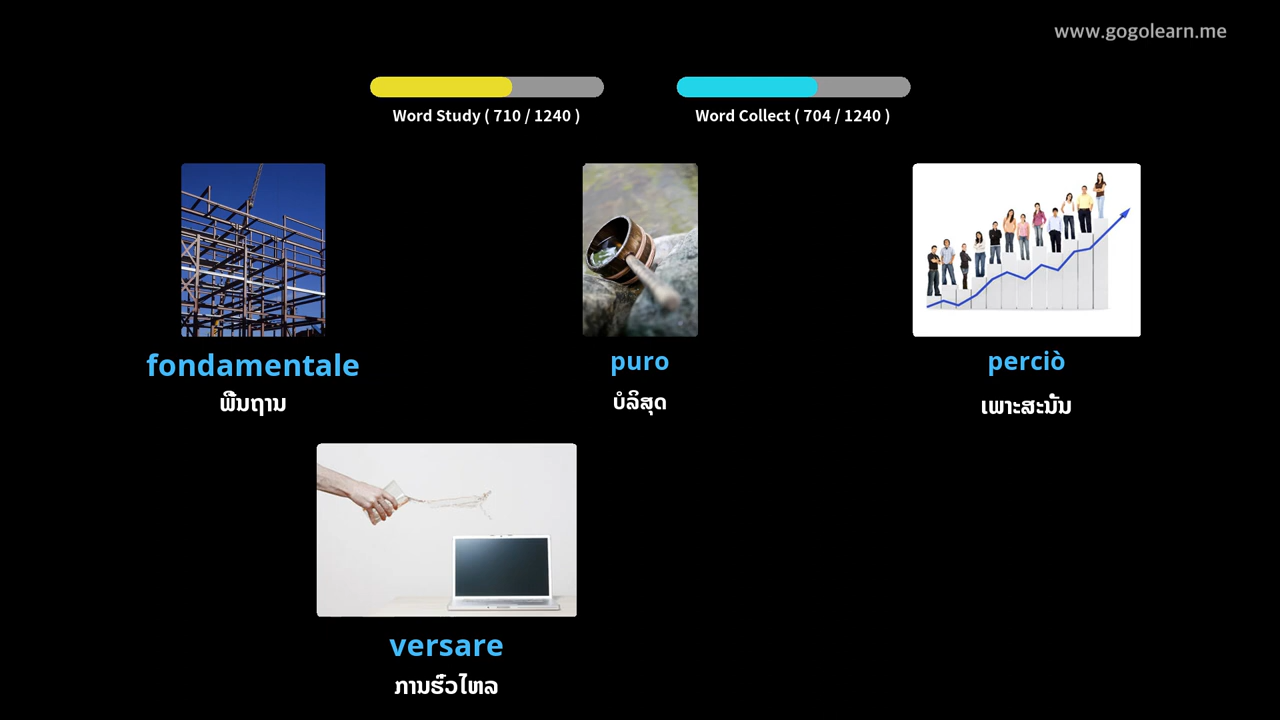 www.gogolearn.me
Word Study ( 710 / 1240 )
Word Collect ( 704 / 1240 )
fondamentale
ພື້ນຖານ
puro
ບໍລິສຸດ
perciò
ເພາະສະນັ້ນ
versare
ການຮົ່ວໄຫລ